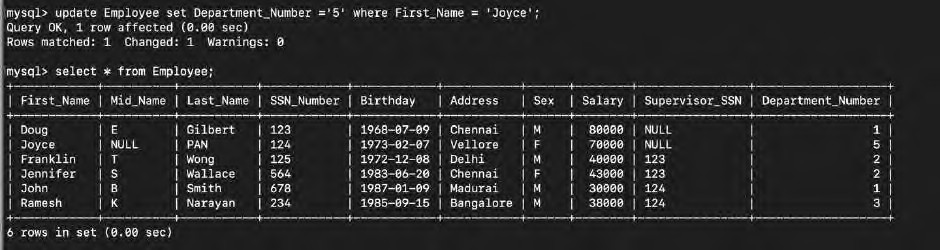 mysql> update Employee set Department_Number ='5' where First_Name = 'Joyce';
Query OK, 1 row affected (0.00 sec)
Rows matched: 1  Changed: 1  Warnings: 0
mysql> select * from Employee;
+------------+----------+-----------+------------+------------+-----------+------+--------+----------------+-------------------+
| First_Name | Mid_Name | Last_Name | SSN_Number | Birthday   | Address   | Sex  | Salary | Supervisor_SSN | Department_Number |
+------------+----------+-----------+------------+------------+-----------+------+--------+----------------+-------------------+
| Doug       | E        | Gilbert   | 123        | 1968-07-09 | Chennai   | M    |  80000 | NULL           |                 1 |
| Joyce      | NULL     | PAN       | 124        | 1973-02-07 | Vellore   | F    |  70000 | NULL           |                 5 |
| Franklin   | T        | Wong      | 125        | 1972-12-08 | Delhi     | M    |  40000 | 123            |                 2 |
| Jennifer   | S        | Wallace   | 564        | 1983-06-20 | Chennai   | F    |  43000 | 123            |                 2 |
| John       | B        | Smith     | 678        | 1987-01-09 | Madurai   | M    |  30000 | 124            |                 1 |
| Ramesh     | K        | Narayan   | 234        | 1985-09-15 | Bangalore | M    |  38000 | 124            |                 3 |
+------------+----------+-----------+------------+------------+-----------+------+--------+----------------+-------------------+
6 rows in set (0.00 sec)